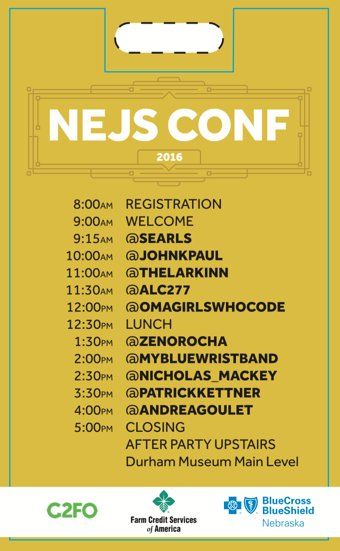 NEJS CONF
2016
8:00AM REGISTRATION
9:00AM WELCOME
9:15AM @SEARLS
10:00AM @JOHNKPAUL
11:00AM @THELARKINN
11:30AM @ALC277
12:00PM @OMAGIRLSWHOCODE
12:30PM LUNCH
1:30PM @ZENOROCHA
2:00PM @MYBLUEWRISTBAND
2:30PM @NICHOLAS_MACKEY
3:30PM @PATRICKKETTNER
4:00PM @ANDREAGOULET
5:00PM CLOSING
AFTER PARTY UPSTAIRS
Durham Museum Main Level
C2FO
Farm Credit Services
of America
BlueCross
BlueShield
Nebraska